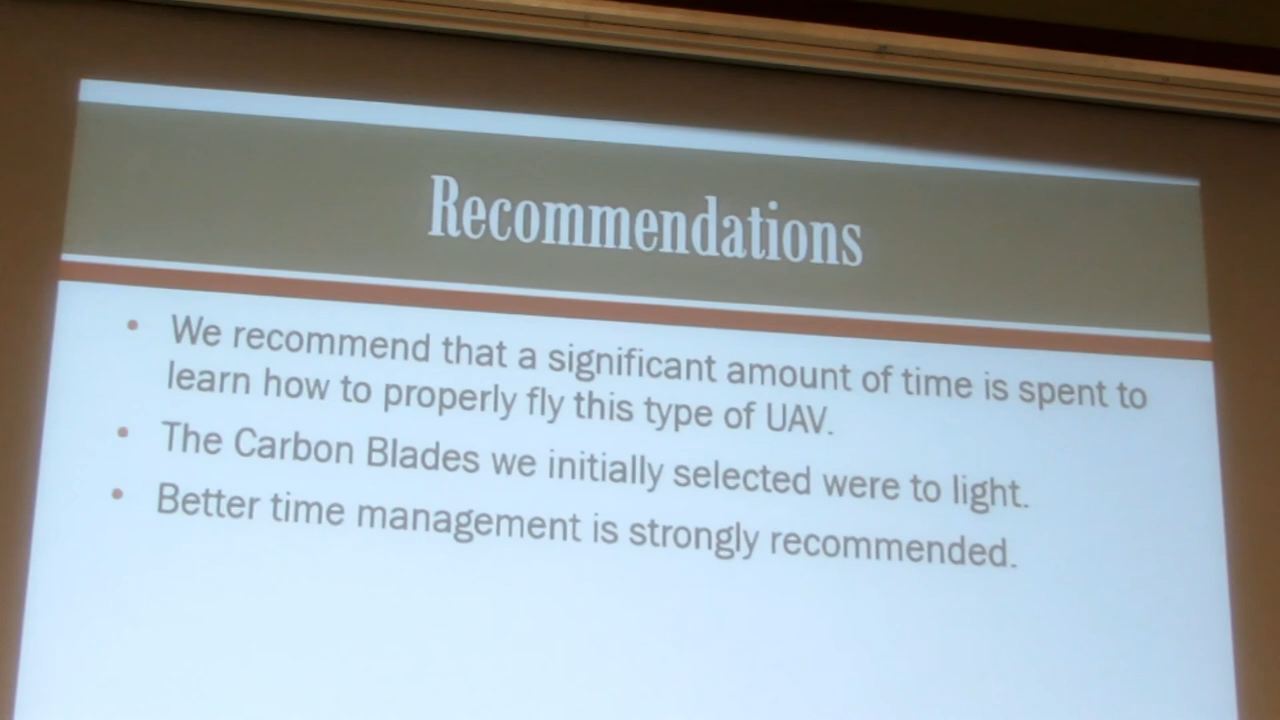 Recommendations
• We recommend that a significant amount of time is spent to
learn how to properly fly this type of UAV.
• The Carbon Blades we initially selected were to light.
• Better time management is strongly recommended.